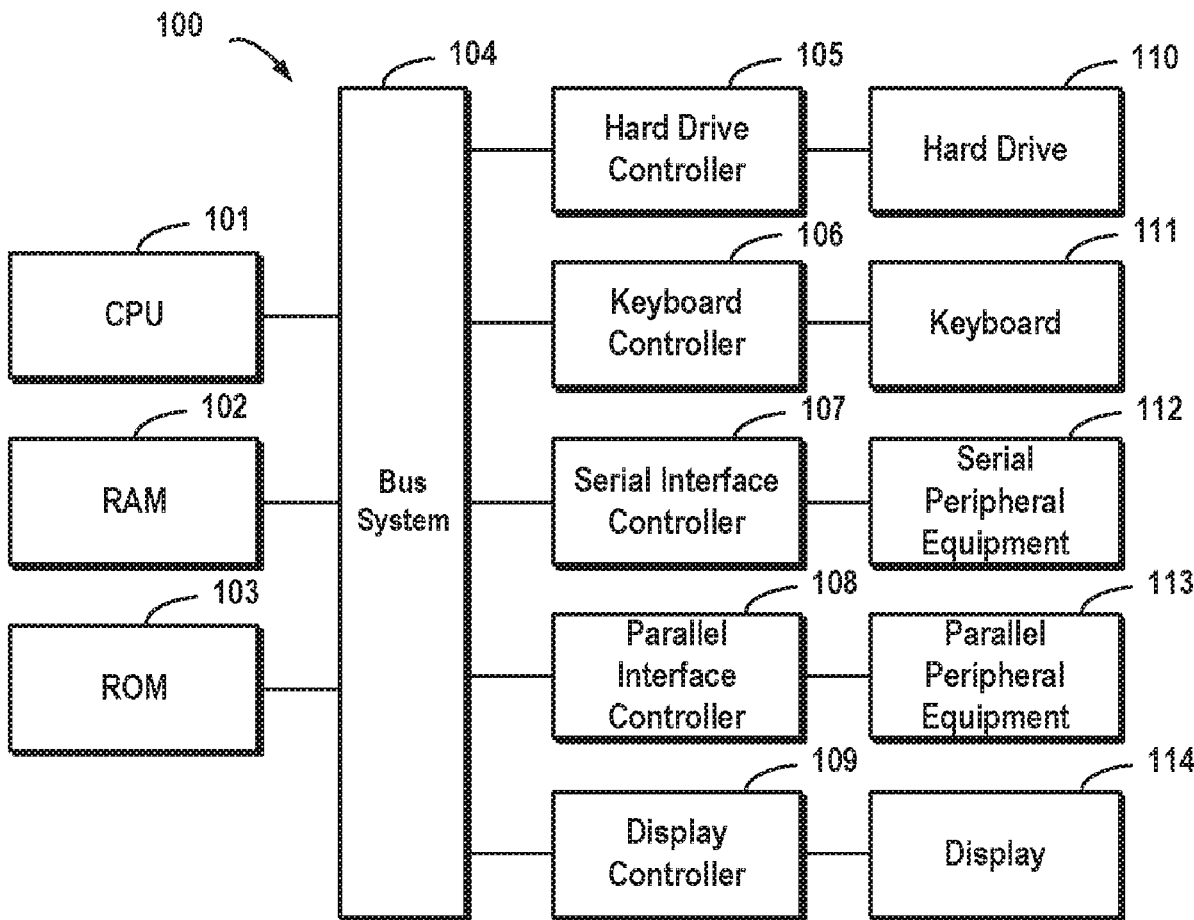 100
104
105
110
Hard Drive
Controller
Hard Drive
101
106
111
CPU
Keyboard
Controller
Keyboard
102
107
112
RAM
Bus
System
Serial Interface
Controller
Serial
Peripheral
Equipment
103
108
113
ROM
Parallel
Interface
Controller
Parallel
Peripheral
Equipment
109
114
Display
Controller
Display